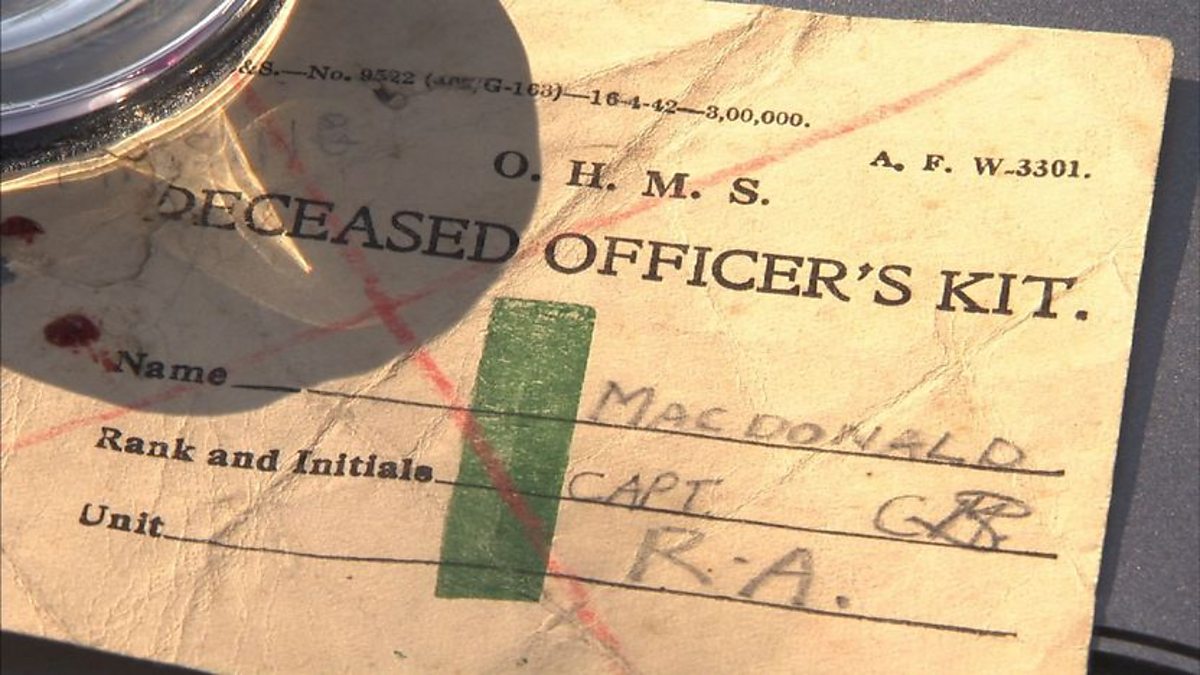 &S.—No. 9522 G-163)—16-4-42—3,00,000.
A. F. W-3301.
O. H. M. S.
DECEASED OFFICER'S KIT.
Name MACDONALD
Rank and Initials CAPT G
Unit R.A.